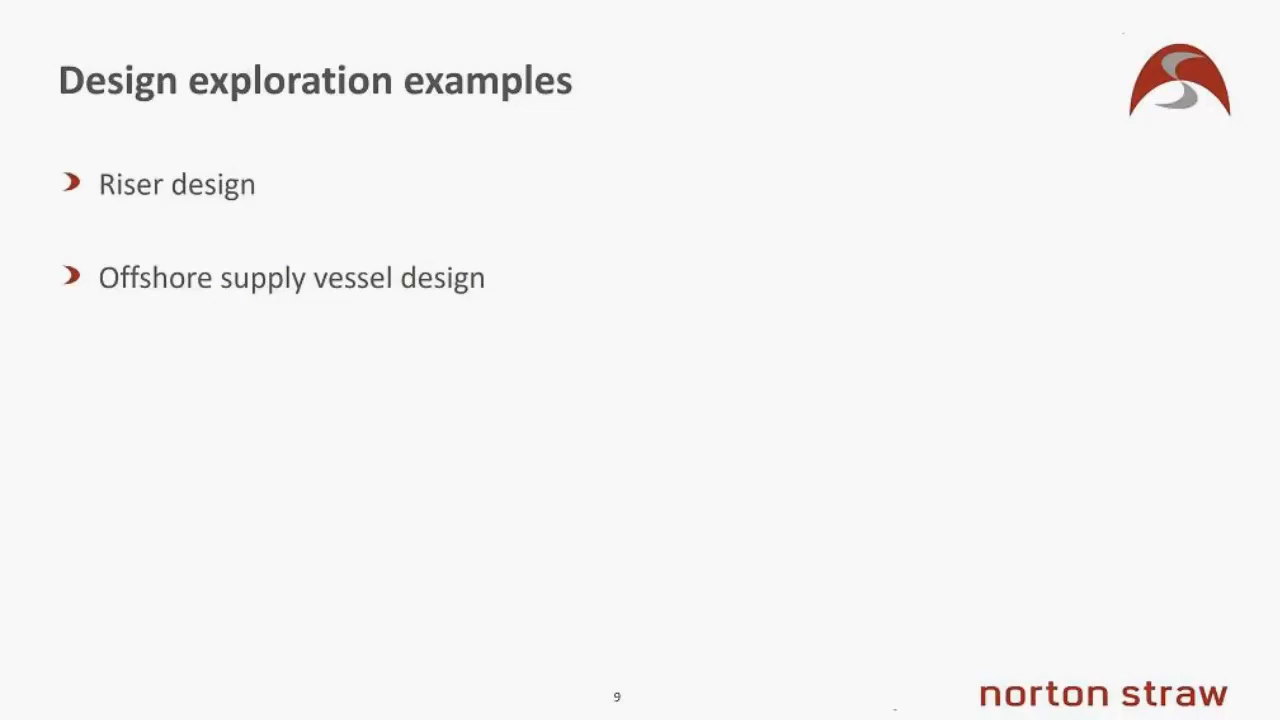 Design exploration examples
Riser design
Offshore supply vessel design
9
norton straw